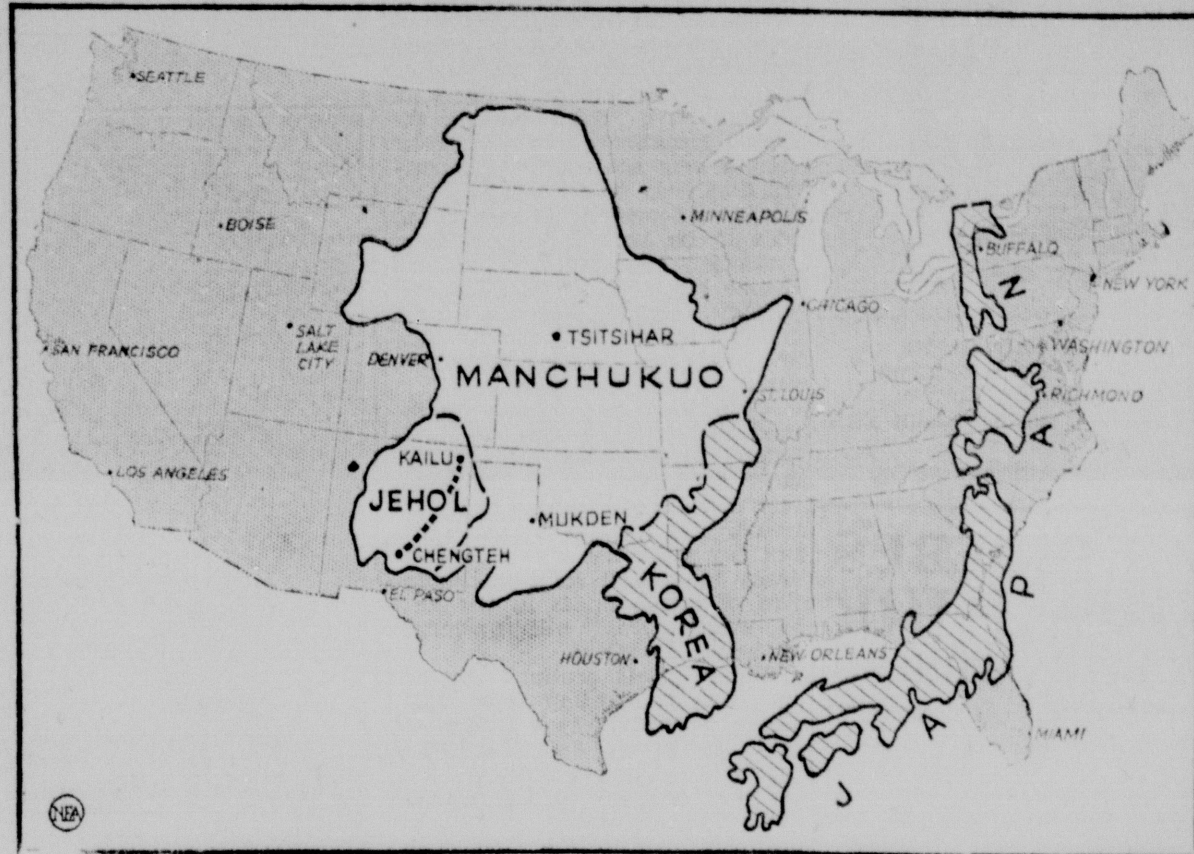 SEATTLE
BOISE
MINNEAPOLIS
BUFFALO
NEW YORK
CHICAGO
SALT
LAKE
CITY
SAN FRANCISCO
DENVER
TSITSIHAR
MANCHUKUO
WASHINGTON
ST. LOUIS
RICHMOND
LOS ANGELES
KAILU
JEHOL
MUKDEN
CHENGTEH
EL PASO
KOREA
HOUSTON
NEW ORLEANS
MIAMI
JAPAN
NEA